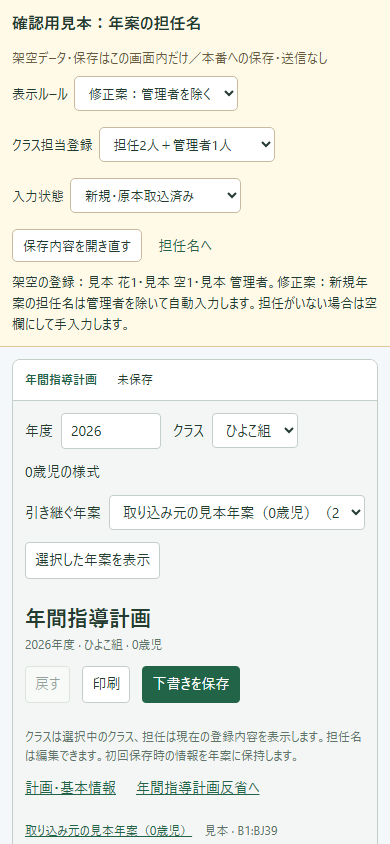 確認用見本：年案の担任名
架空データ・保存はこの画面内だけ／本番への保存・送信なし
表示ルール 修正案：管理者を除く
クラス担当登録 担任2人＋管理者1人
入力状態 新規・原本取込済み
保存内容を開き直す 担任名へ
架空の登録：見本 花1・見本 空1・見本 管理者。修正案：新規年
案の担任名は管理者を除いて自動入力します。担任がいない場合は空
欄にして手入力します。
年間指導計画 未保存
年度 2026 クラス ひよこ組
0歳児の様式
引き継ぐ年案 取り込み元の見本年案（0歳児）（2
選択した年案を表示
年間指導計画
2026年度・ひよこ組・0歳児
戻す 印刷 下書きを保存
クラスは選択中のクラス、担任は現在の登録内容を表示します。担任名
は編集できます。初回保存時の情報を年案に保持します。
計画・基本情報 年間指導計画反省へ
取り込み元の見本年案（0歳児） 見本・B1:BJ39